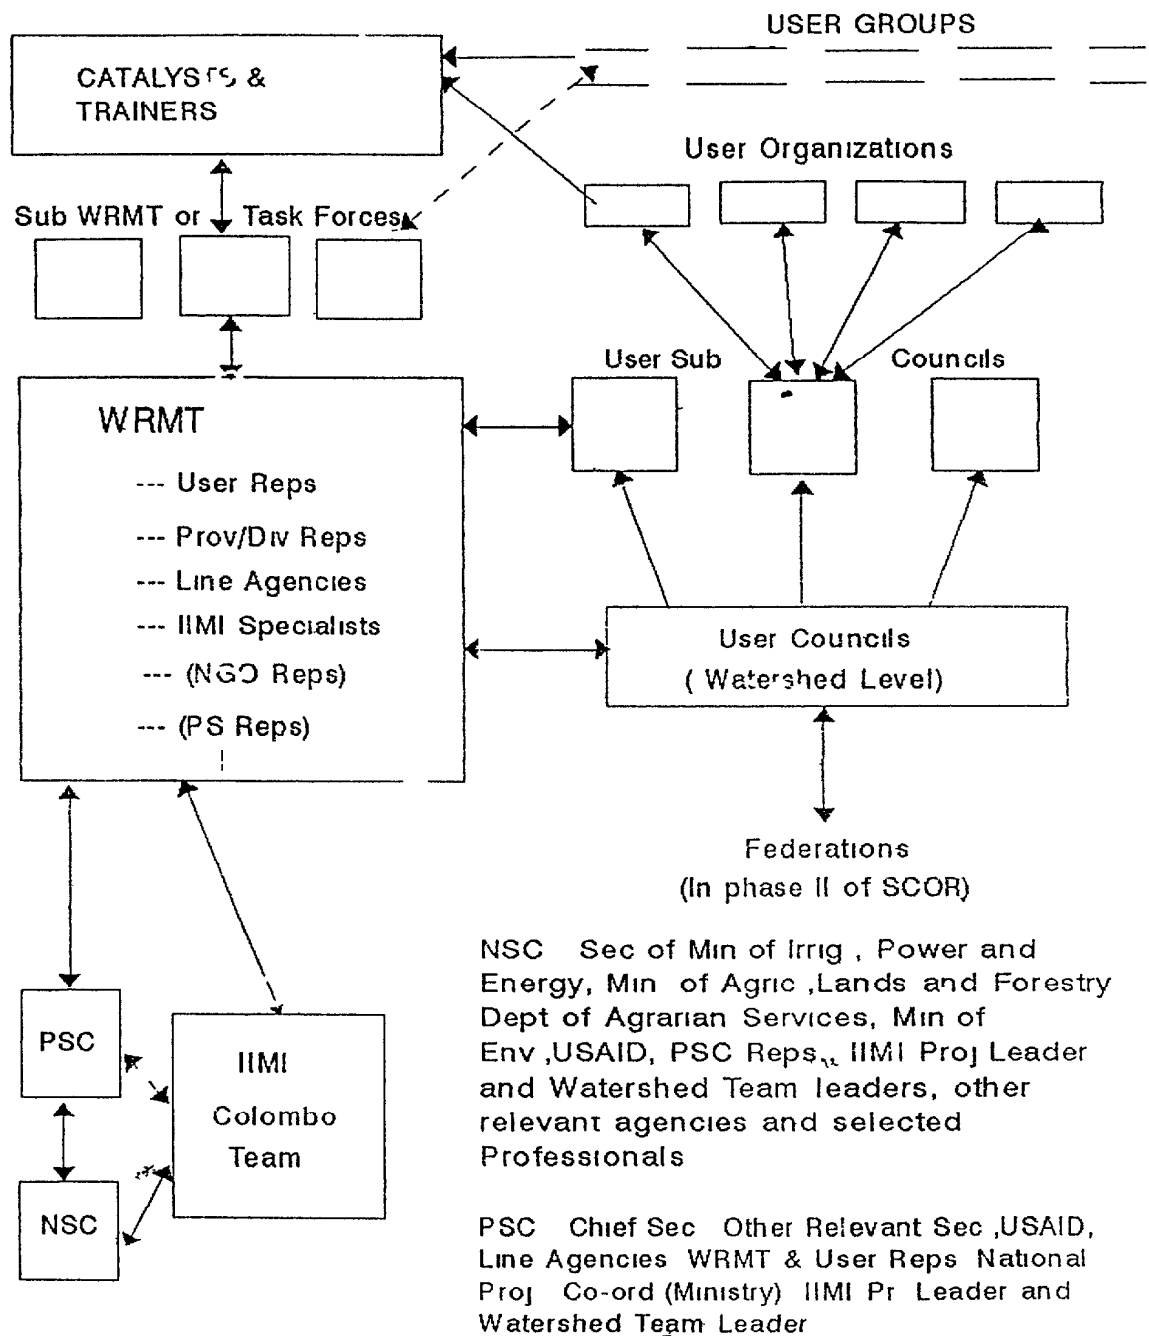 USER GROUPS
CATALYSTS &
TRAINERS
User Organizations
Sub WRMT or Task Forces
User Sub Councils
WRMT
--- User Reps
--- Prov/Div Reps
--- Line Agencies
--- IIMI Specialists
--- (NGO Reps)
--- (PS Reps)
User Councils
( Watershed Level)
Federations
(In phase II of SCOR)
PSC
IIMI
Colombo
Team
NSC
NSC Sec of Min of Irrig , Power and
Energy, Min of Agric ,Lands and Forestry
Dept of Agrarian Services, Min of
Env ,USAID, PSC Reps,, IIMI Proj Leader
and Watershed Team leaders, other
relevant agencies and selected
Professionals
PSC Chief Sec Other Relevant Sec ,USAID,
Line Agencies WRMT & User Reps National
Proj Co-ord (Ministry) IIMI Pr Leader and
Watershed Team Leader